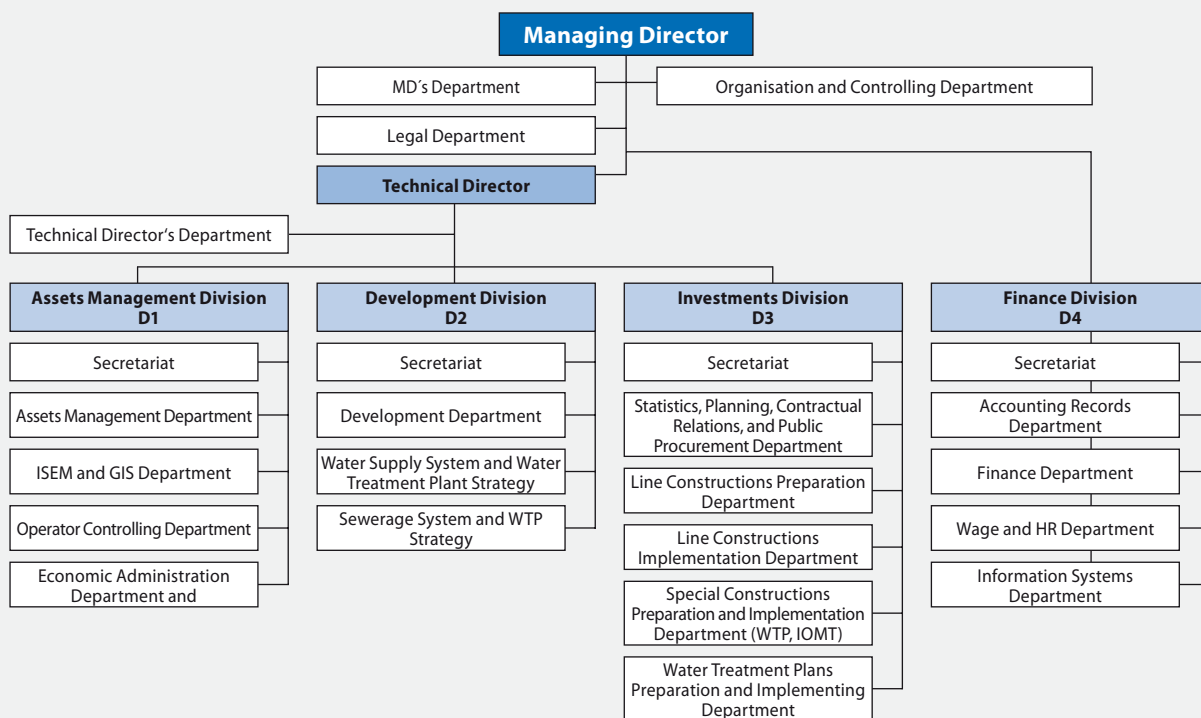 Managing Director
MD´s Department
Organisation and Controlling Department
Legal Department
Technical Director
Technical Director‘s Department
Assets Management Division
D1
Secretariat
Assets Management Department
ISEM and GIS Department
Operator Controlling Department
Economic Administration
Department and
Development Division
D2
Secretariat
Development Department
Water Supply System and Water
Treatment Plant Strategy
Sewerage System and WTP
Strategy
Investments Division
D3
Secretariat
Statistics, Planning, Contractual
Relations, and Public
Procurement Department
Line Constructions Preparation
Department
Line Constructions
Implementation Department
Special Constructions
Preparation and Implementation
Department (WTP, IOMT)
Water Treatment Plans
Preparation and Implementing
Department
Finance Division
D4
Secretariat
Accounting Records
Department
Finance Department
Wage and HR Department
Information Systems
Department